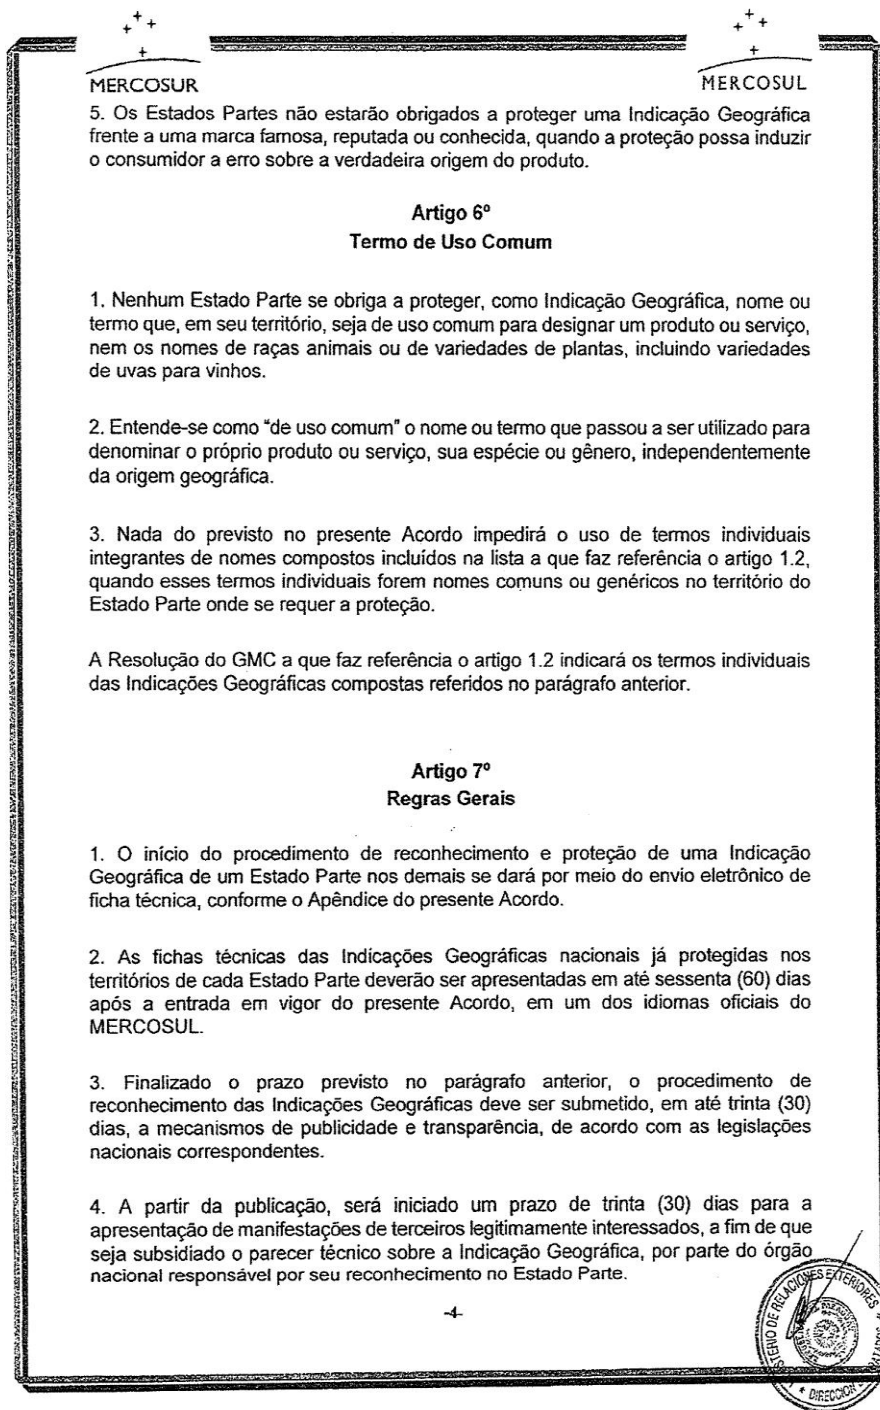 MERCOSUR
MERCOSUL
5. Os Estados Partes não estarão obrigados a proteger uma Indicação Geográfica
frente a uma marca famosa, reputada ou conhecida, quando a proteção possa induzir
o consumidor a erro sobre a verdadeira origem do produto.
Artigo 6º
Termo de Uso Comum
1. Nenhum Estado Parte se obriga a proteger, como Indicação Geográfica, nome ou
termo que, em seu território, seja de uso comum para designar um produto ou serviço,
nem os nomes de raças animais ou de variedades de plantas, incluindo variedades
de uvas para vinhos.
2. Entende-se como "de uso comum" o nome ou termo que passou a ser utilizado para
denominar o próprio produto ou serviço, sua espécie ou gênero, independentemente
da origem geográfica.
3. Nada do previsto no presente Acordo impedirá o uso de termos individuais
integrantes de nomes compostos incluídos na lista a que faz referência o artigo 1.2,
quando esses termos individuais forem nomes comuns ou genéricos no território do
Estado Parte onde se requer a proteção.
A Resolução do GMC a que faz referência o artigo 1.2 indicará os termos individuais
das Indicações Geográficas compostas referidos no parágrafo anterior.
Artigo 7º
Regras Gerais
1. O início do procedimento de reconhecimento e proteção de uma Indicação
Geográfica de um Estado Parte nos demais se dará por meio do envio eletrônico de
ficha técnica, conforme o Apêndice do presente Acordo.
2. As fichas técnicas das Indicações Geográficas nacionais já protegidas nos
territórios de cada Estado Parte deverão ser apresentadas em até sessenta (60) dias
após a entrada em vigor do presente Acordo, em um dos idiomas oficiais do
MERCOSUL.
3. Finalizado o prazo previsto no parágrafo anterior, o procedimento de
reconhecimento das Indicações Geográficas deve ser submetido, em até trinta (30)
dias, a mecanismos de publicidade e transparência, de acordo com as legislações
nacionais correspondentes.
4. A partir da publicação, será iniciado um prazo de trinta (30) dias para a
apresentação de manifestações de terceiros legitimamente interessados, a fim de que
seja subsidiado o parecer técnico sobre a Indicação Geográfica, por parte do órgão
nacional responsável por seu reconhecimento no Estado Parte.
-4-
DE RELACIONES EXTERIORES